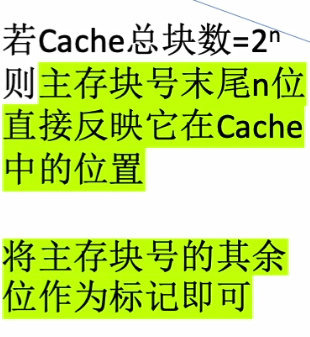 若Cache总块数=2ⁿ
则主存块号末尾n位
直接反映它在Cache
中的位置
将主存块号的其余
位作为标记即可